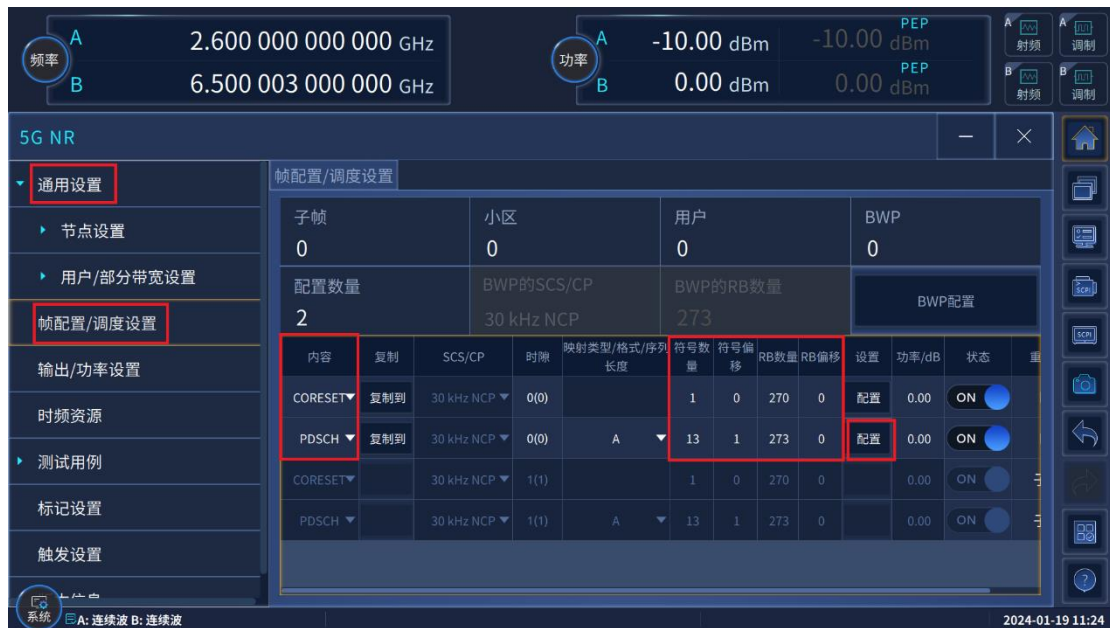 频率
A 2.600 000 000 000 GHz
B 6.500 003 000 000 GHz
功率
A -10.00 dBm -10.00 PEP dBm
B 0.00 dBm 0.00 PEP dBm
A 射频
A 调制
B 射频
B 调制
5G NR
通用设置
节点设置
用户/部分带宽设置
帧配置/调度设置
输出/功率设置
时频资源
测试用例
标记设置
触发设置
帧配置/调度设置
子帧 小区 用户 BWP
0 0 0 0
配置数量 BWP的SCS/CP BWP的RB数量 BWP配置
2 30 kHz NCP 273
内容 复制 SCS/CP 时隙 映射类型/格式/序列长度 符号数量 符号偏移 RB数量 RB偏移 设置 功率/dB 状态 重
CORESET 复制到 30 kHz NCP 0(0) 1 0 270 0 配置 0.00 ON
PDSCH 复制到 30 kHz NCP 0(0) A 13 1 273 0 配置 0.00 ON
CORESET 30 kHz NCP 1(1) 1 0 270 0 0.00 ON
PDSCH 30 kHz NCP 1(1) A 13 1 273 0 0.00 ON
SCPI
SCPI
系统
A: 连续波 B: 连续波
2024-01-19 11:24